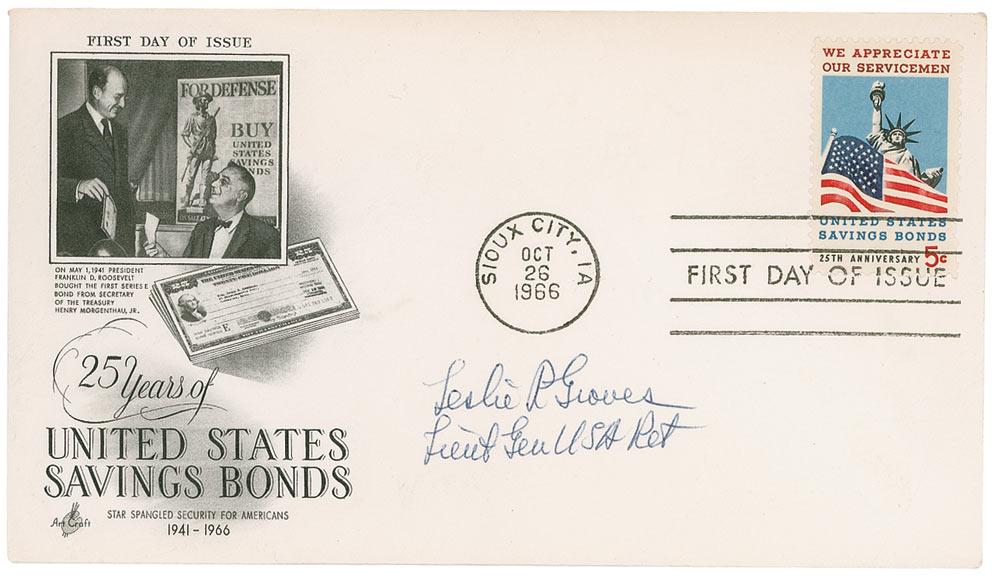 FIRST DAY OF ISSUE
FOR DEFENSE
BUY
UNITED
STATES
SAVINGS
BONDS
ON MAY 1, 1941 PRESIDENT
FRANKLIN D. ROOSEVELT
BOUGHT THE FIRST SERIES E
BOND FROM SECRETARY
OF THE TREASURY
HENRY MORGENTHAU, JR.
25 Years of
UNITED STATES
SAVINGS BONDS
STAR SPANGLED SECURITY FOR AMERICANS
1941 - 1966
Art Craft
SIOUX CITY, IA
OCT
26
1966
WE APPRECIATE
OUR SERVICEMEN
UNITED STATES
SAVINGS BONDS
25TH ANNIVERSARY 5c
FIRST DAY OF ISSUE
Leslie R Groves
Lieut Gen USA Ret